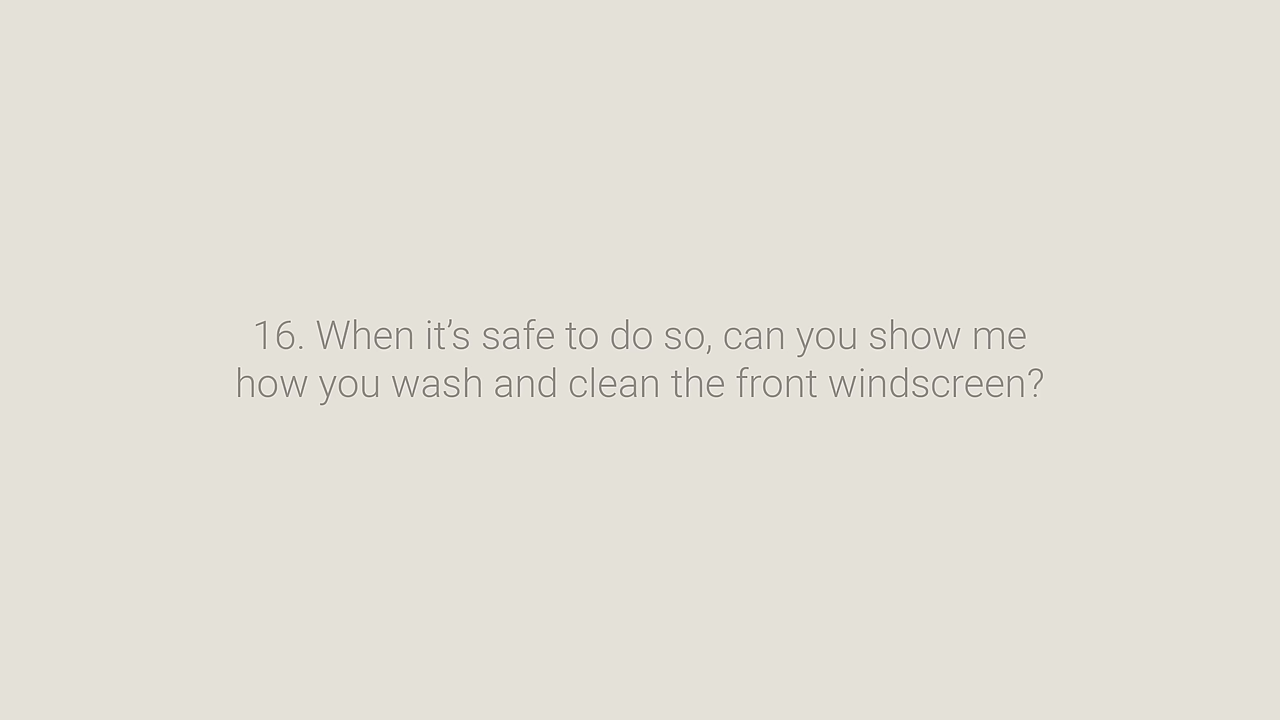 16. When it’s safe to do so, can you show me
how you wash and clean the front windscreen?